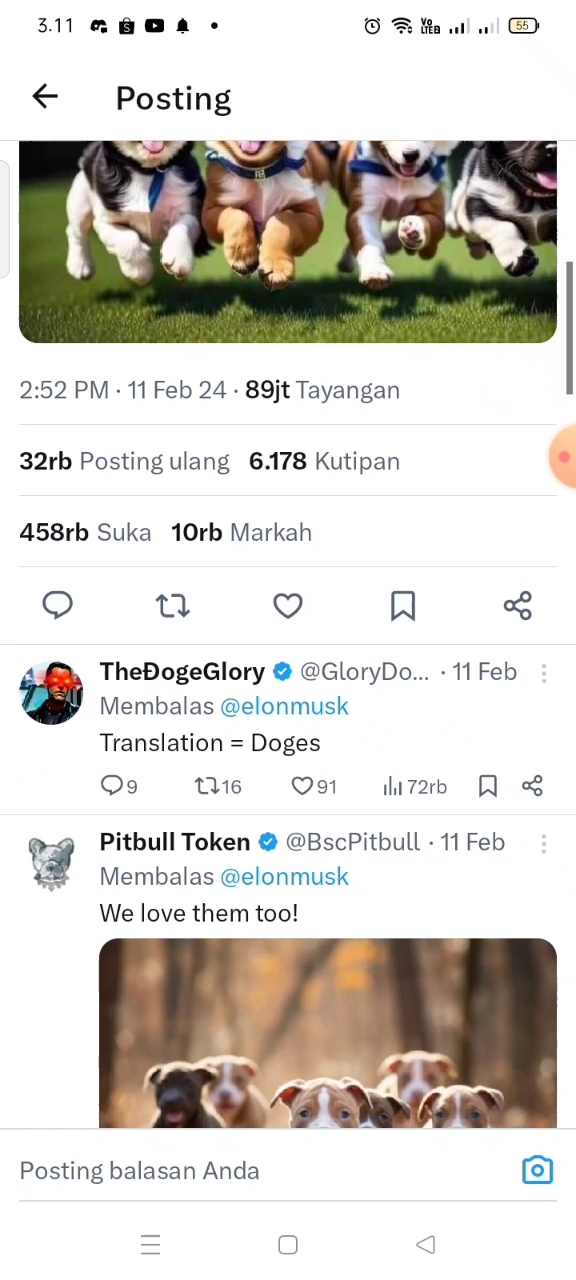 3.11
VoLTE 55
Posting
2:52 PM · 11 Feb 24 · 89jt Tayangan
32rb Posting ulang 6.178 Kutipan
458rb Suka 10rb Markah
TheÐogeGlory @GloryDo... · 11 Feb
Membalas @elonmusk
Translation = Doges
9 16 91 72rb
Pitbull Token @BscPitbull · 11 Feb
Membalas @elonmusk
We love them too!
Posting balasan Anda